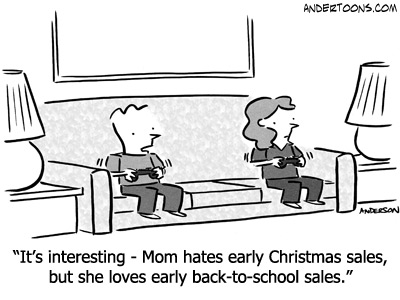 ANDERTOONS.COM
ANDERSON
“It’s interesting - Mom hates early Christmas sales,
but she loves early back-to-school sales.”